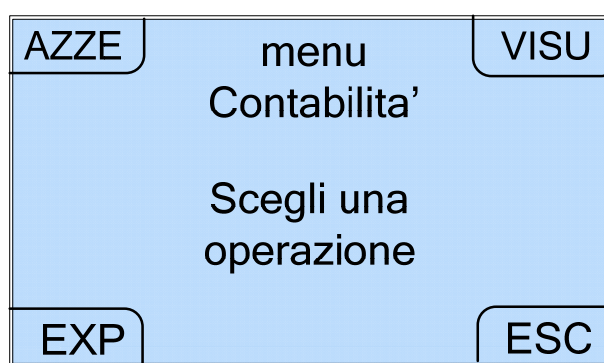 AZZE
VISU
menu
Contabilita’
Scegli una
operazione
EXP
ESC